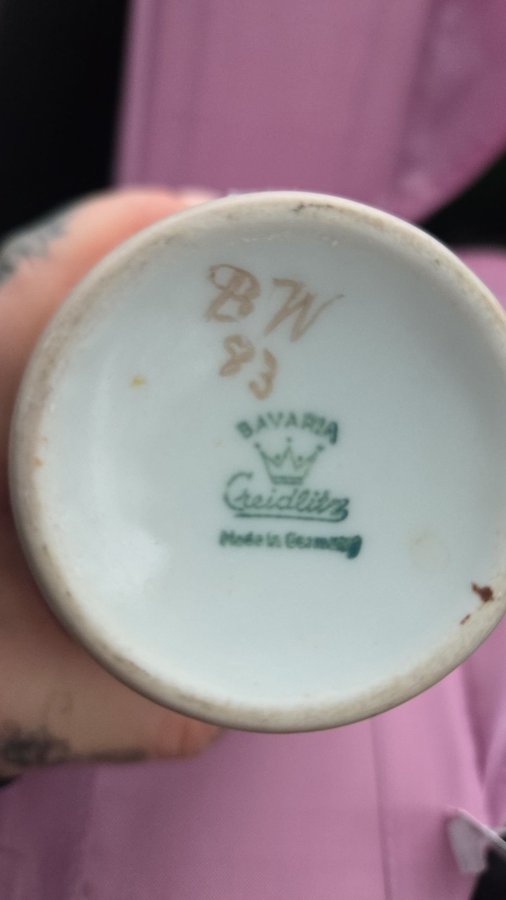 BW
83
BAVARIA
Creidlitz
Made in Germany